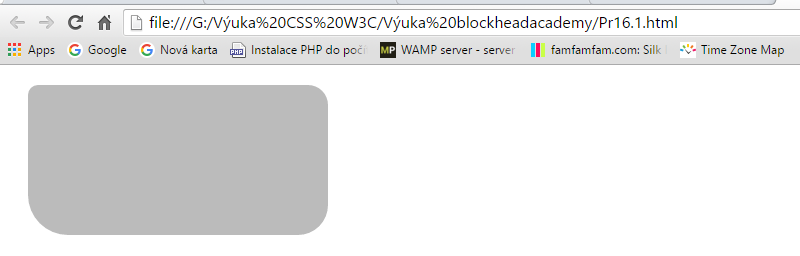 file:///G:/Výuka%20CSS%20W3C/Výuka%20blockheadacademy/Pr16.1.html
Apps Google Nová karta Instalace PHP do počí WAMP server - server famfamfam.com: Silk Time Zone Map